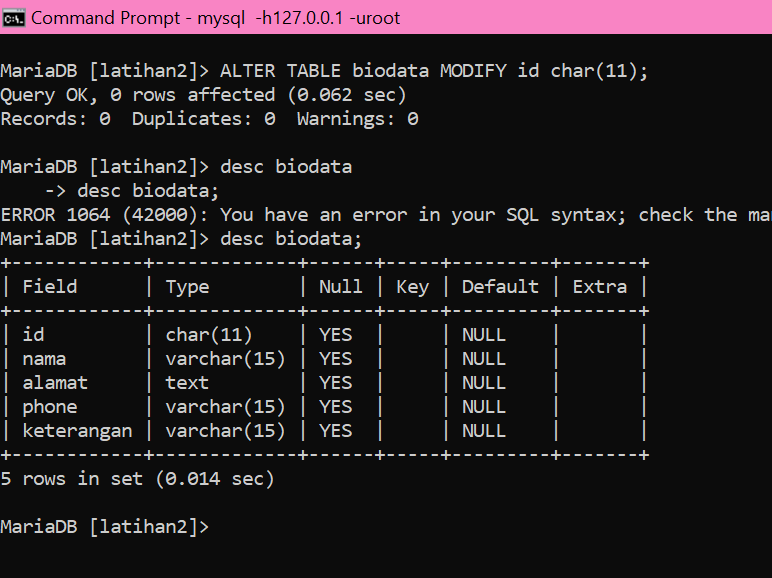 Command Prompt - mysql  -h127.0.0.1 -uroot
MariaDB [latihan2]> ALTER TABLE biodata MODIFY id char(11);
Query OK, 0 rows affected (0.062 sec)
Records: 0  Duplicates: 0  Warnings: 0
MariaDB [latihan2]> desc biodata
    -> desc biodata;
ERROR 1064 (42000): You have an error in your SQL syntax; check the ma
MariaDB [latihan2]> desc biodata;
+------------+-------------+------+-----+---------+-------+
| Field      | Type        | Null | Key | Default | Extra |
+------------+-------------+------+-----+---------+-------+
| id         | char(11)    | YES  |     | NULL    |       |
| nama       | varchar(15) | YES  |     | NULL    |       |
| alamat     | text        | YES  |     | NULL    |       |
| phone      | varchar(15) | YES  |     | NULL    |       |
| keterangan | varchar(15) | YES  |     | NULL    |       |
+------------+-------------+------+-----+---------+-------+
5 rows in set (0.014 sec)
MariaDB [latihan2]>